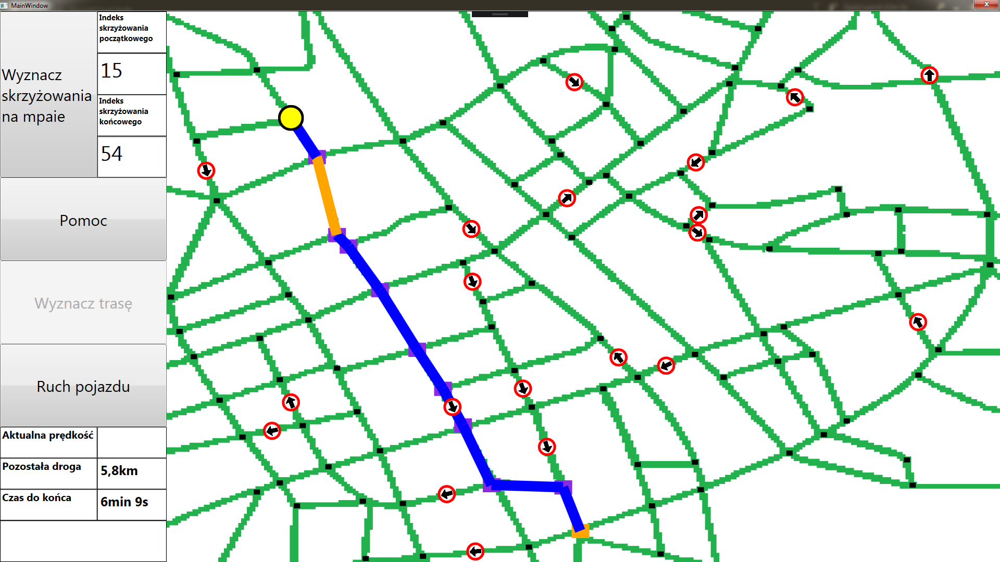 MainWindow
Wyznacz
skrzyżowania
na mpaie
Indeks
skrzyżowania
początkowego
15
Indeks
skrzyżowania
końcowego
54
Pomoc
Wyznacz trasę
Ruch pojazdu
Aktualna prędkość
Pozostała droga
5,8km
Czas do końca
6min 9s